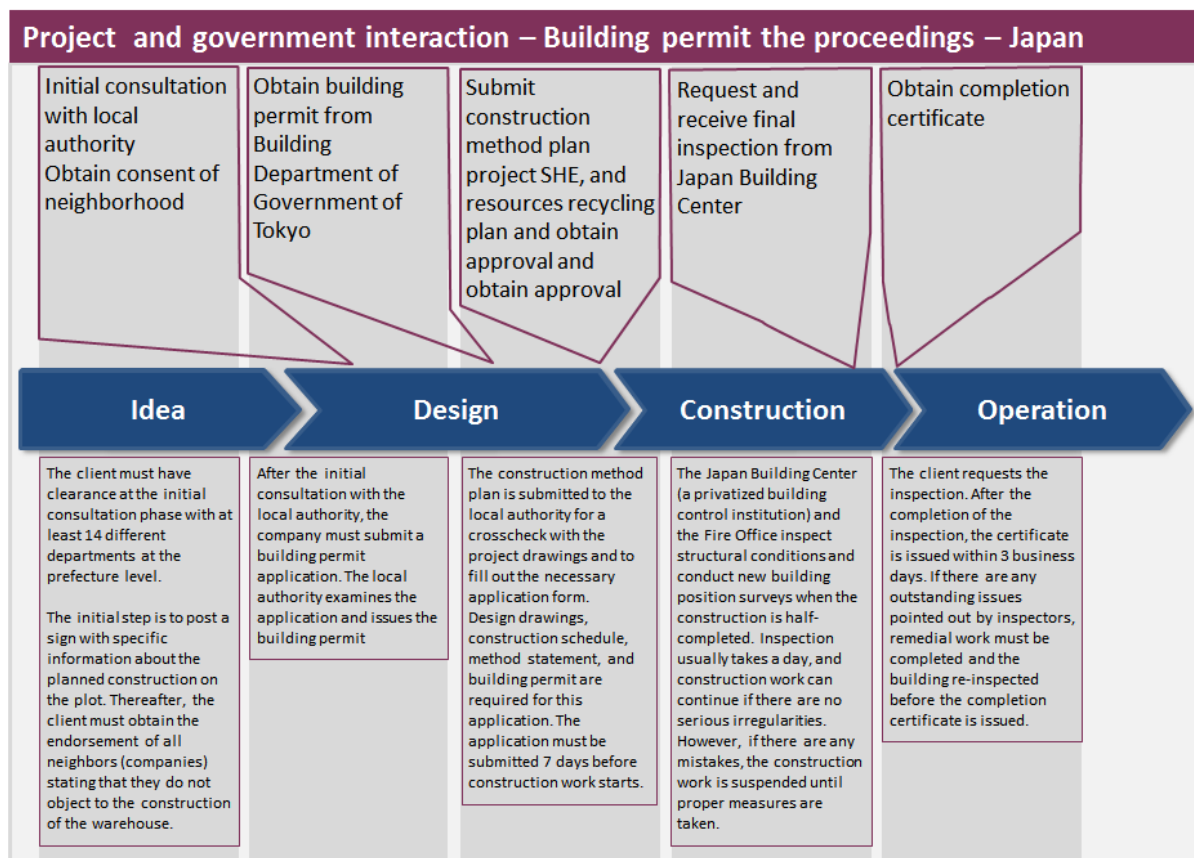 Project and government interaction – Building permit the proceedings – Japan
Initial consultation
with local
authority
Obtain consent of
neighborhood
Obtain building
permit from
Building
Department of
Government of
Tokyo
Submit
construction
method plan
project SHE, and
resources recycling
plan and obtain
approval and
obtain approval
Request and
receive final
inspection from
Japan Building
Center
Obtain completion
certificate
Idea
Design
Construction
Operation
The client must have
clearance at the initial
consultation phase with at
least 14 different
departments at the
prefecture level.
The initial step is to post a
sign with specific
information about the
planned construction on
the plot. Thereafter, the
client must obtain the
endorsement of all
neighbors (companies)
stating that they do not
object to the construction
of the warehouse.
After the initial
consultation with the
local authority, the
company must submit a
building permit
application. The local
authority examines the
application and issues the
building permit
The construction method
plan is submitted to the
local authority for a
crosscheck with the
project drawings and to
fill out the necessary
application form.
Design drawings,
construction schedule,
method statement, and
building permit are
required for this
application. The
application must be
submitted 7 days before
construction work starts.
The Japan Building Center
(a privatized building
control institution) and
the Fire Office inspect
structural conditions and
conduct new building
position surveys when the
construction is half-
completed. Inspection
usually takes a day, and
construction work can
continue if there are no
serious irregularities.
However, if there are any
mistakes, the construction
work is suspended until
proper measures are
taken.
The client requests the
inspection. After the
completion of the
inspection, the certificate
is issued within 3 business
days. If there are any
outstanding issues
pointed out by inspectors,
remedial work must be
completed and the
building re-inspected
before the completion
certificate is issued.